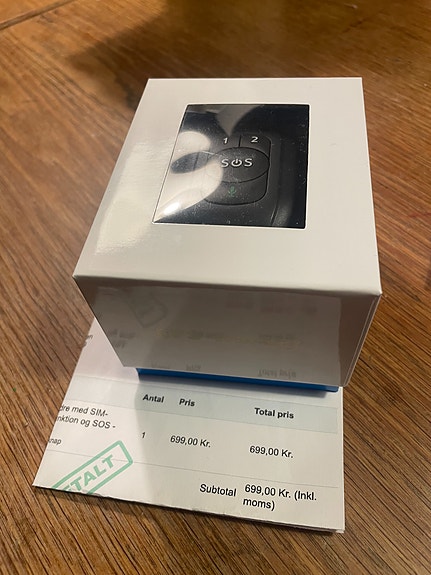 1 2
SOS
Antal Pris Total pris
dre med SIM-
nktion og SOS - 1 699,00 Kr. 699,00 Kr.
nap
TALT
Subtotal 699,00 Kr. (Inkl.
moms)